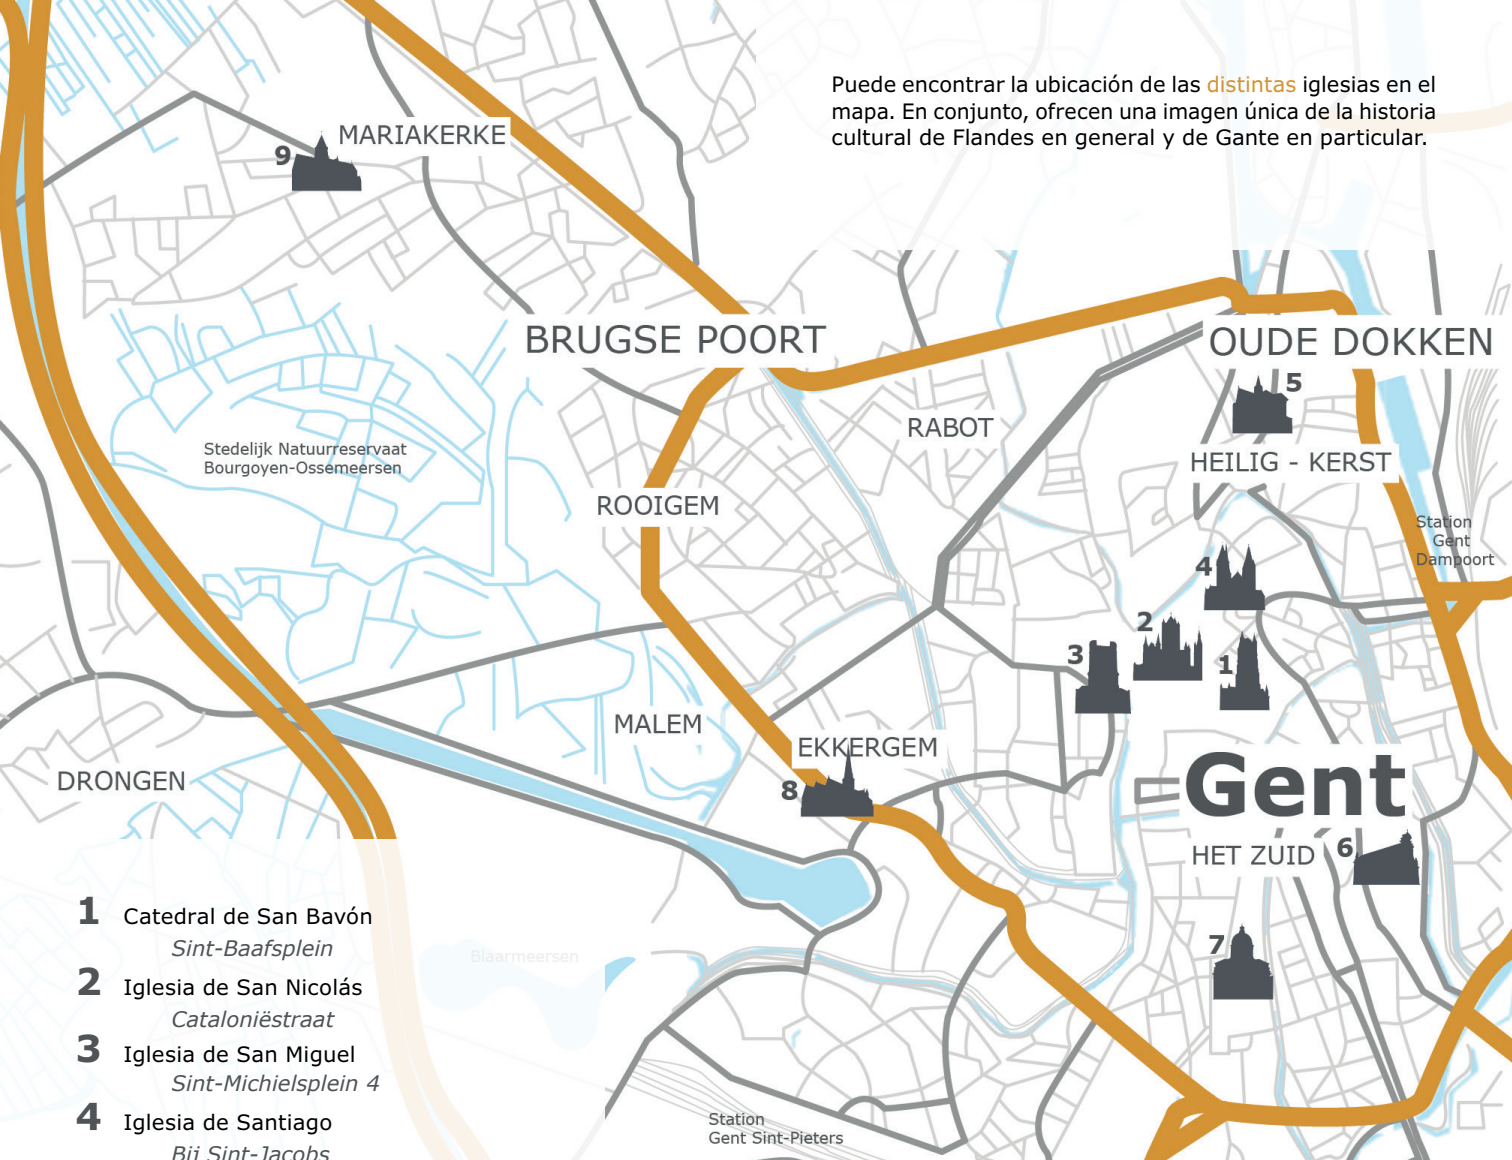 Puede encontrar la ubicación de las distintas iglesias en el
mapa. En conjunto, ofrecen una imagen única de la historia
cultural de Flandes en general y de Gante en particular.
MARIAKERKE
9
BRUGSE POORT
OUDE DOKKEN
5
RABOT
HEILIG - KERST
Stedelijk Natuurreservaat
Bourgoyen-Ossemeersen
ROOIGEM
Station
Gent
Dampoort
4
2
3
1
MALEM
EKKERGEM
DRONGEN
8
Gent
HET ZUID
6
7
Blaarmeersen
1 Catedral de San Bavón
Sint-Baafsplein
2 Iglesia de San Nicolás
Cataloniëstraat
3 Iglesia de San Miguel
Sint-Michielsplein 4
4 Iglesia de Santiago
Bij Sint-Jacobs
Station
Gent Sint-Pieters